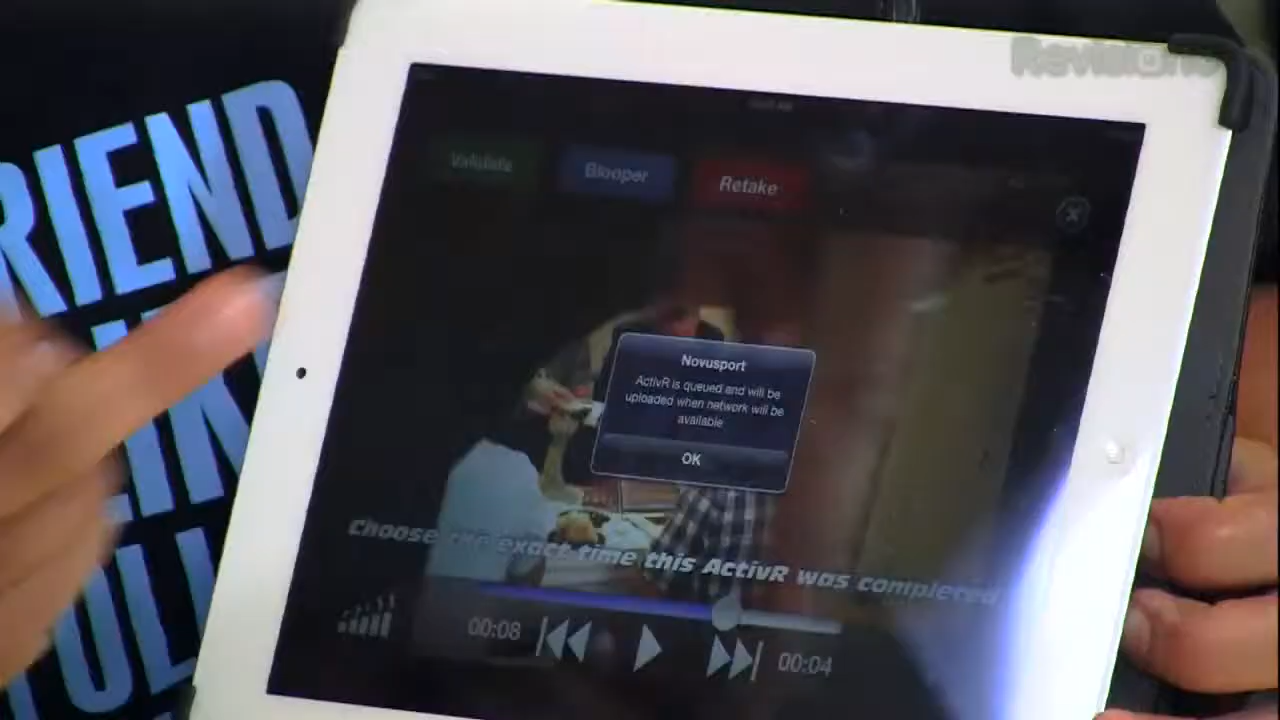 Revision3
RIEND
Validate
Blooper
Retake
Novusport
ActivR is queued and will be
uploaded when network will be
available
OK
Choose the exact time this ActivR was completed
00:08
00:04